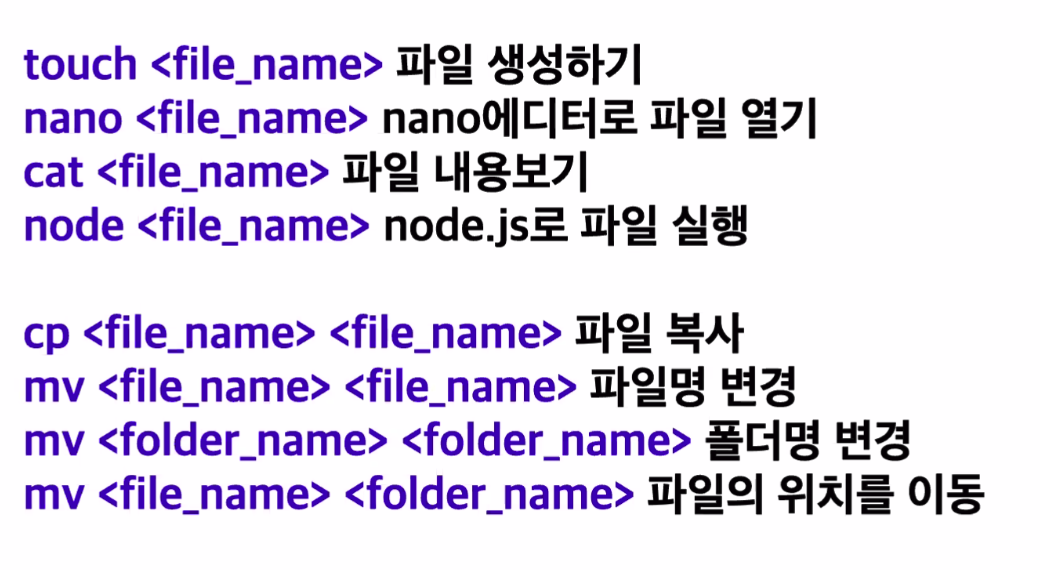 touch <file_name> 파일 생성하기
nano <file_name> nano에디터로 파일 열기
cat <file_name> 파일 내용보기
node <file_name> node.js로 파일 실행
cp <file_name> <file_name> 파일 복사
mv <file_name> <file_name> 파일명 변경
mv <folder_name> <folder_name> 폴더명 변경
mv <file_name> <folder_name> 파일의 위치를 이동